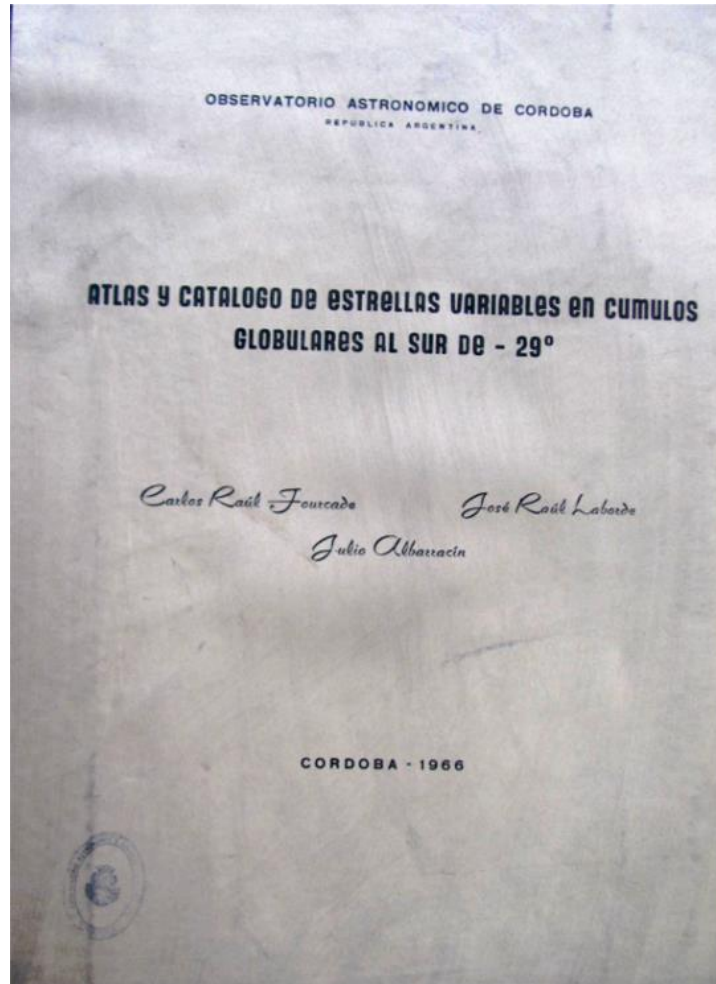 OBSERVATORIO ASTRONOMICO DE CORDOBA
REPUBLICA ARGENTINA
ATLAS Y CATALOGO DE ESTRELLAS VARIABLES EN CUMULOS
GLOBULARES AL SUR DE - 29°
Carlos Raúl Fourcade José Raúl Laborde
Julio Albarracín
CORDOBA - 1966